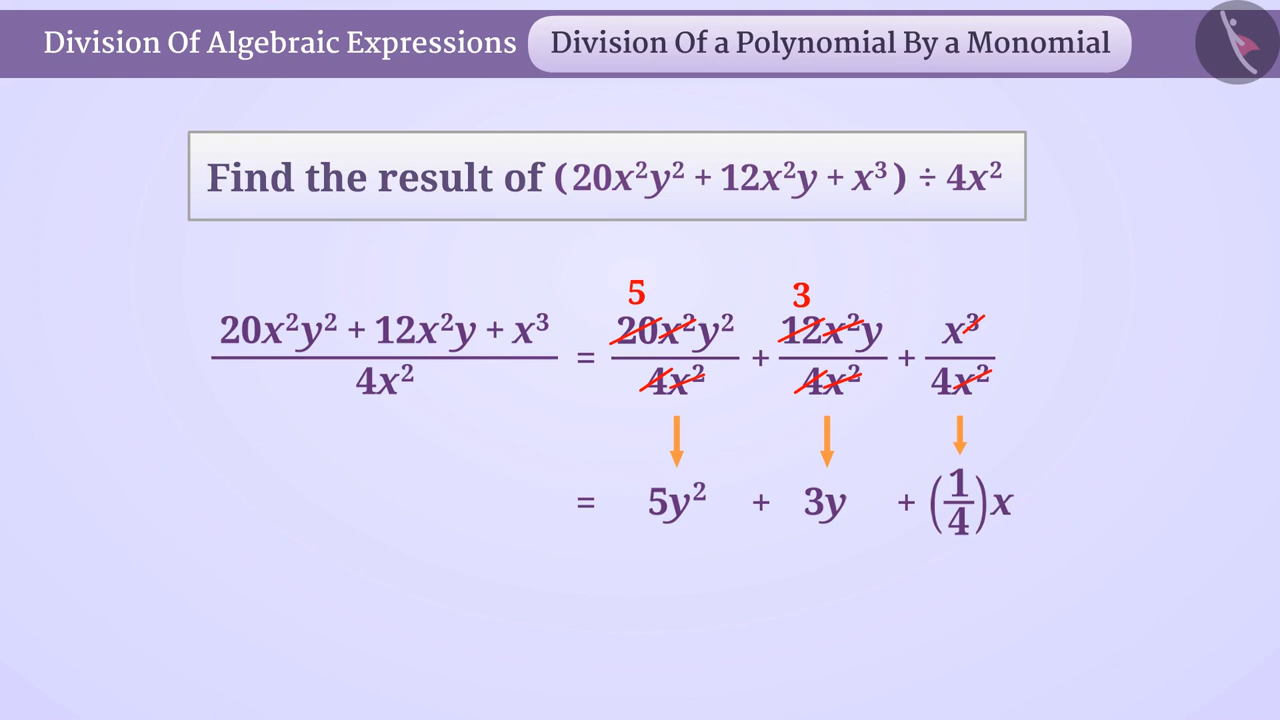 Division Of Algebraic Expressions Division Of a Polynomial By a Monomial
Find the result of (20x²y² + 12x²y + x³) ÷ 4x²
5 3
20x²y² + 12x²y + x³ 20x²y² 12x²y x³
= + +
4x² 4x² 4x² 4x²
= 5y² + 3y + (1/4)x